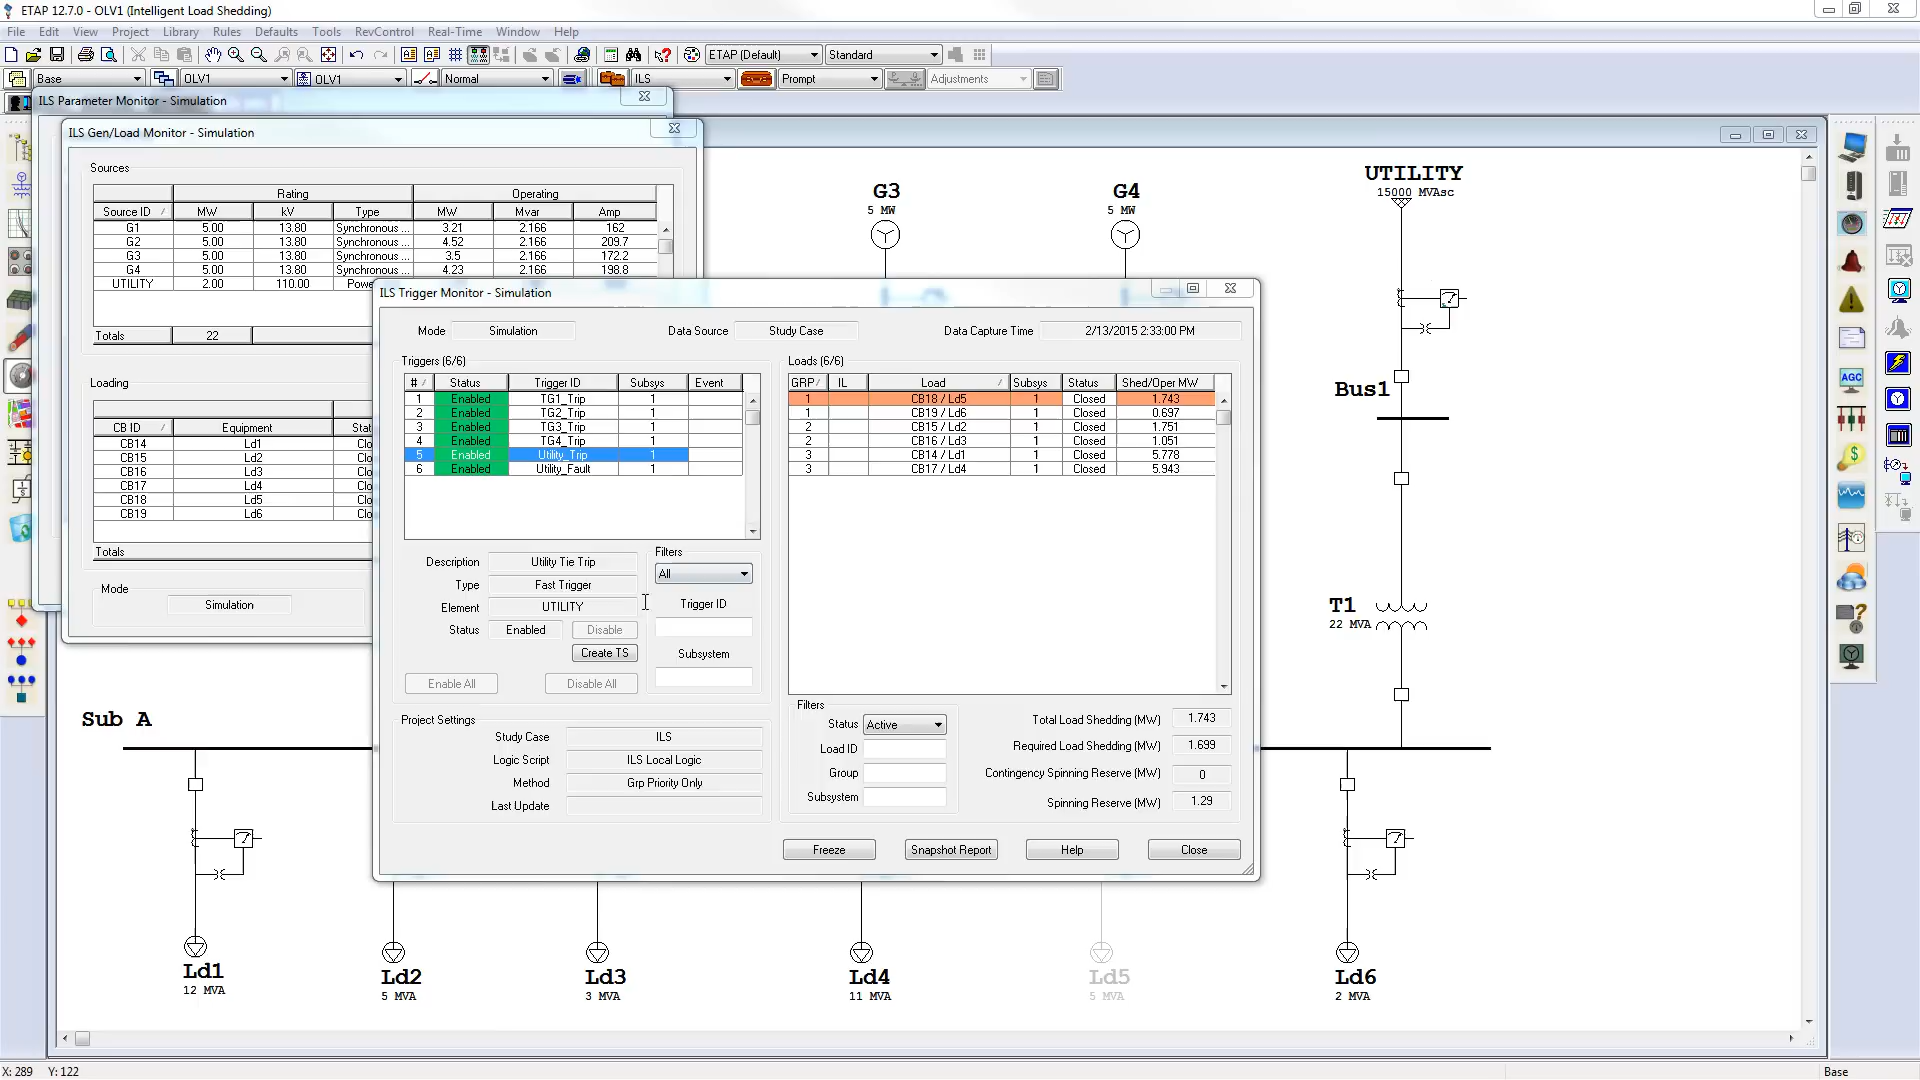 ETAP 12.7.0 - OLV1 (Intelligent Load Shedding)
File Edit View Project Library Rules Defaults Tools RevControl Real-Time Window Help
ETAP (Default) Standard
Base OLV1 OLV1 Normal ILS Prompt Adjustments
ILS Parameter Monitor - Simulation
ILS Gen/Load Monitor - Simulation
Sources
Rating Operating
Source ID MW kV Type MW Mvar Amp
G1 5.00 13.80 Synchronous ... 3.21 2.166 162
G2 5.00 13.80 Synchronous ... 4.52 2.166 209.7
G3 5.00 13.80 Synchronous ... 3.5 2.166 172.2
G4 5.00 13.80 Synchronous ... 4.23 2.166 198.8
UTILITY 2.00 110.00 Powe
Totals 22
Loading
CB ID Equipment Stat
CB14 Ld1 Clo
CB15 Ld2 Clo
CB16 Ld3 Clo
CB17 Ld4 Clo
CB18 Ld5 Clo
CB19 Ld6 Clo
Totals
Mode
Simulation
ILS Trigger Monitor - Simulation
Mode Simulation Data Source Study Case Data Capture Time 2/13/2015 2:33:00 PM
Triggers (6/6)
# Status Trigger ID Subsys Event
1 Enabled TG1_Trip 1
2 Enabled TG2_Trip 1
3 Enabled TG3_Trip 1
4 Enabled TG4_Trip 1
5 Enabled Utility_Trip 1
6 Enabled Utility_Fault 1
Description Utility Tie Trip
Type Fast Trigger
Element UTILITY
Status Enabled Disable
Create TS
Enable All Disable All
Filters
All
Trigger ID
Subsystem
Project Settings
Study Case ILS
Logic Script ILS Local Logic
Method Grp Priority Only
Last Update
Loads (6/6)
GRP IL Load Subsys Status Shed/Oper MW
1 CB18 / Ld5 1 Closed 1.743
1 CB19 / Ld6 1 Closed 0.697
2 CB15 / Ld2 1 Closed 1.751
2 CB16 / Ld3 1 Closed 1.051
3 CB14 / Ld1 1 Closed 5.778
3 CB17 / Ld4 1 Closed 5.943
Filters
Status Active
Load ID
Group
Subsystem
Total Load Shedding (MW) 1.743
Required Load Shedding (MW) 1.699
Contingency Spinning Reserve (MW) 0
Spinning Reserve (MW) 1.29
Freeze Snapshot Report Help Close
G3
5 MW
G4
5 MW
UTILITY
15000 MVAsc
Bus1
T1
22 MVA
AGC
Sub A
Ld1
12 MVA
Ld2
5 MVA
Ld3
3 MVA
Ld4
11 MVA
Ld5
5 MVA
Ld6
2 MVA
X: 289 Y: 122 Base